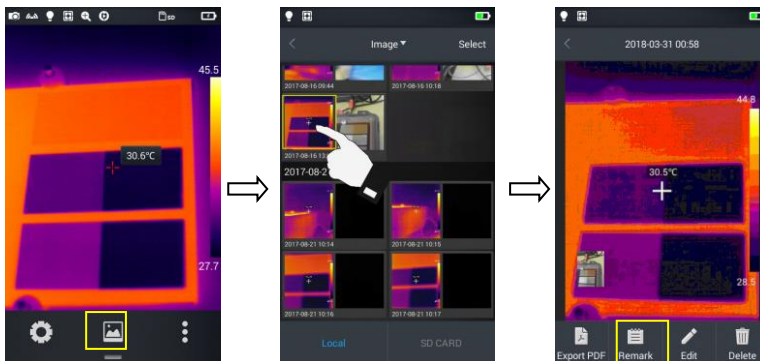 SD
45.5
30.6°C
27.7
Image
Select
2017-08-16 09:44
2017-08-16 10:18
2017-08-16 13
2017-08-2
2017-08-21 10:14
2017-08-21 10:15
2017-08-21 10:16
2017-08-21 10:17
Local
SD CARD
2018-03-31 00:58
44.8
30.5°C
28.5
Export PDF
Remark
Edit
Delete